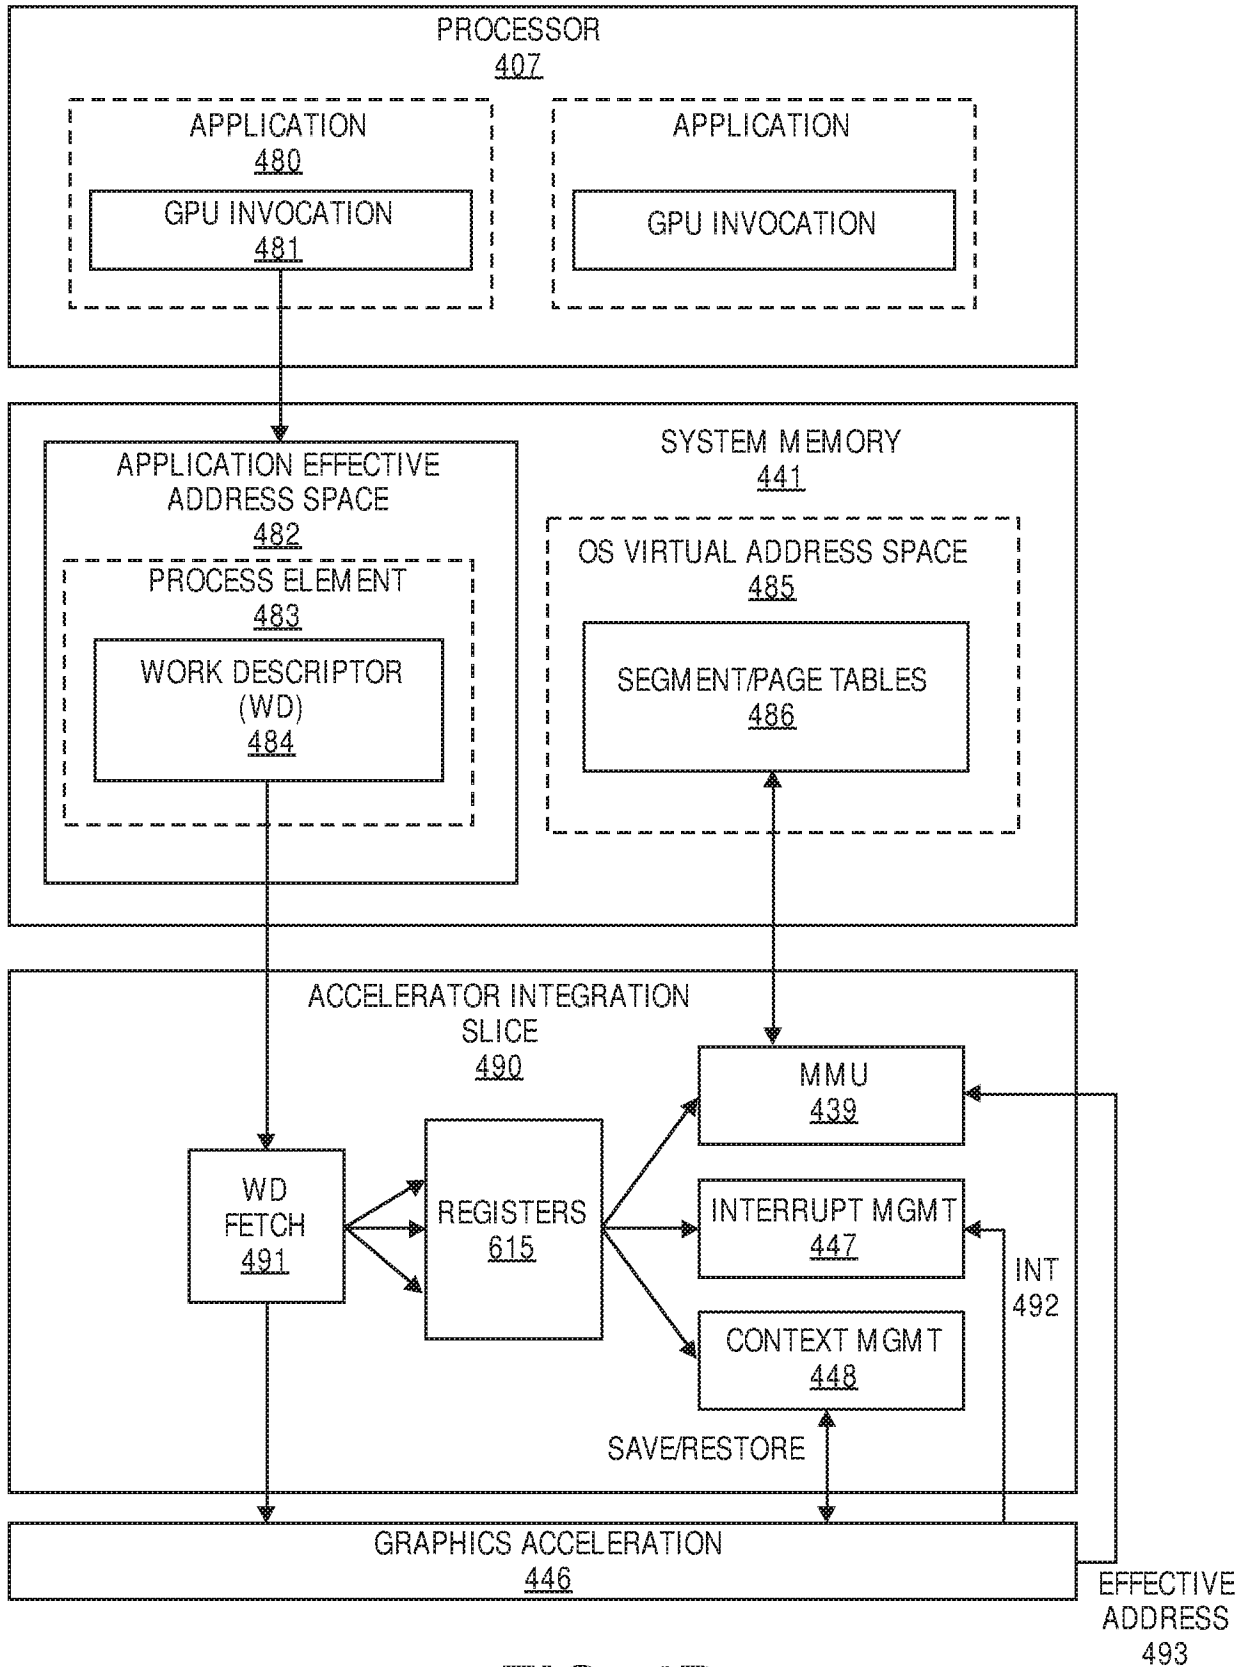 PROCESSOR
407
APPLICATION
480
GPU INVOCATION
481
APPLICATION
GPU INVOCATION
APPLICATION EFFECTIVE
ADDRESS SPACE
482
PROCESS ELEMENT
483
WORK DESCRIPTOR
(WD)
484
SYSTEM MEMORY
441
OS VIRTUAL ADDRESS SPACE
485
SEGMENT/PAGE TABLES
486
ACCELERATOR INTEGRATION
SLICE
490
WD
FETCH
491
REGISTERS
615
MMU
439
INTERRUPT MGMT
447
CONTEXT MGMT
448
INT
492
SAVE/RESTORE
GRAPHICS ACCELERATION
446
EFFECTIVE
ADDRESS
493